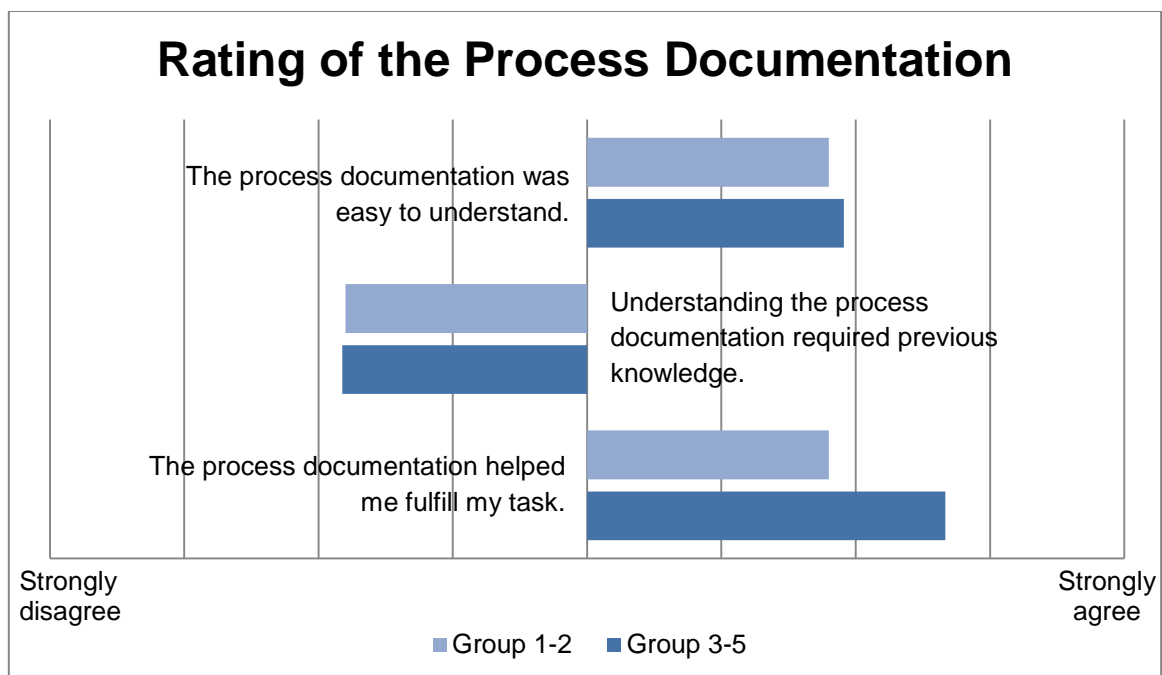 Rating of the Process Documentation
The process documentation was
easy to understand.
Understanding the process
documentation required previous
knowledge.
The process documentation helped
me fulfill my task.
Strongly
disagree
Strongly
agree
Group 1-2
Group 3-5